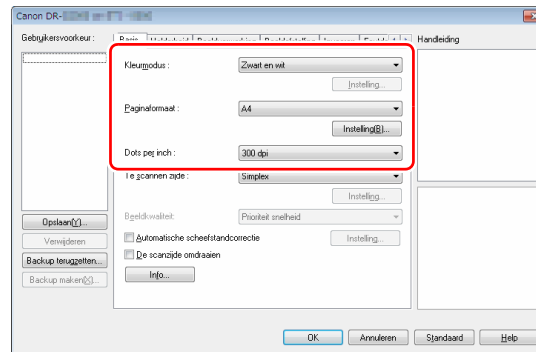 Canon DR-
Gebruikersvoorkeur :
Basis
Handleiding
Kleurmodus :
Zwart en wit
Instelling...
Paginaformaat :
A4
Instelling(B)...
Dots per inch :
300 dpi
Te scannen zijde :
Simplex
Instelling...
Beeldkwaliteit:
Prioriteit snelheid
Automatische scheefstandcorrectie
Instelling...
De scanzijde omdraaien
Info...
Opslaan(Y)...
Verwijderen
Backup terugzetten...
Backup maken(X)...
OK
Annuleren
Standaard
Help